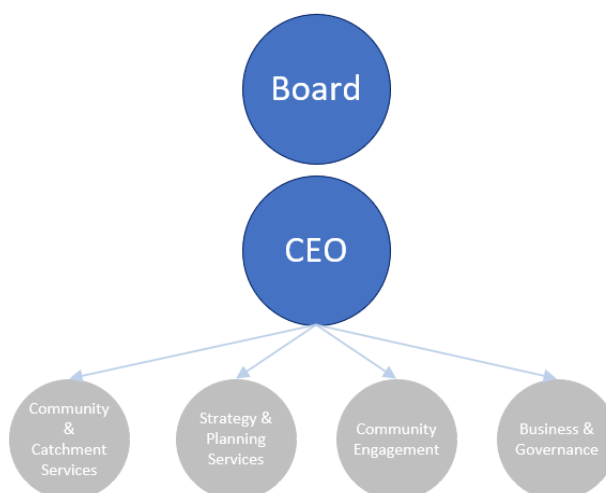 Board
CEO
Community
&
Catchment
Services
Strategy &
Planning
Services
Community
Engagement
Business &
Governance